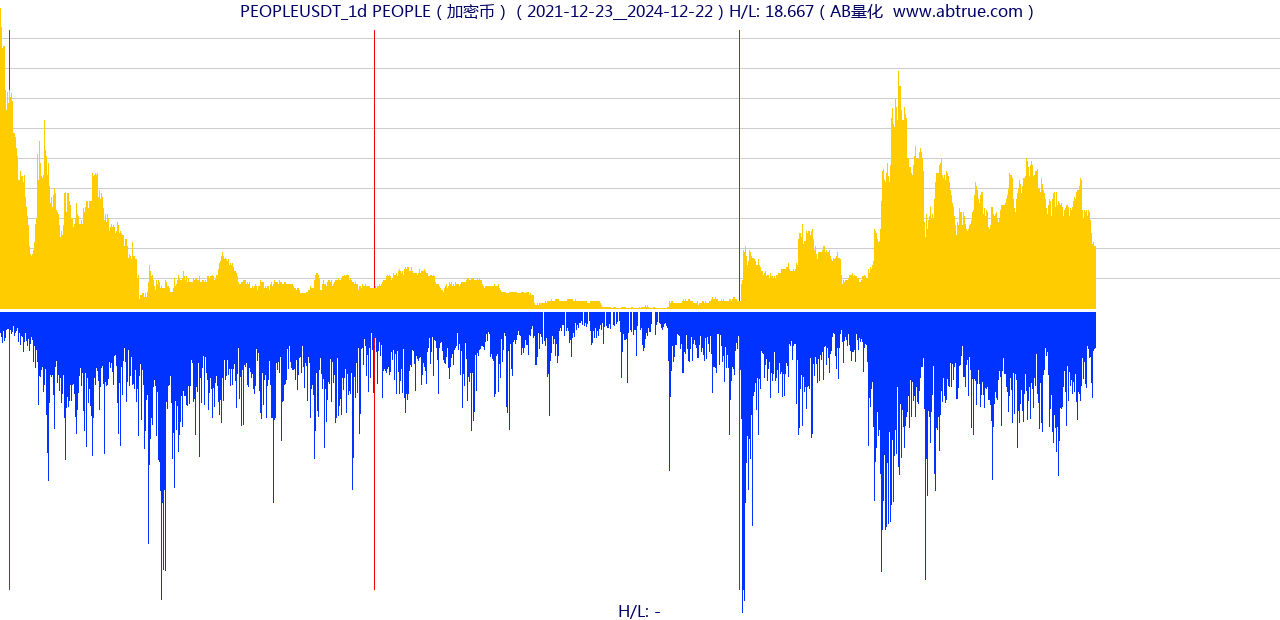 PEOPLEUSDT_1d PEOPLE ( 加密币 ) ( 2021-12-23__2024-12-22 ) H/L: 18.667 ( AB量化 www.abtrue.com )
H/L: -